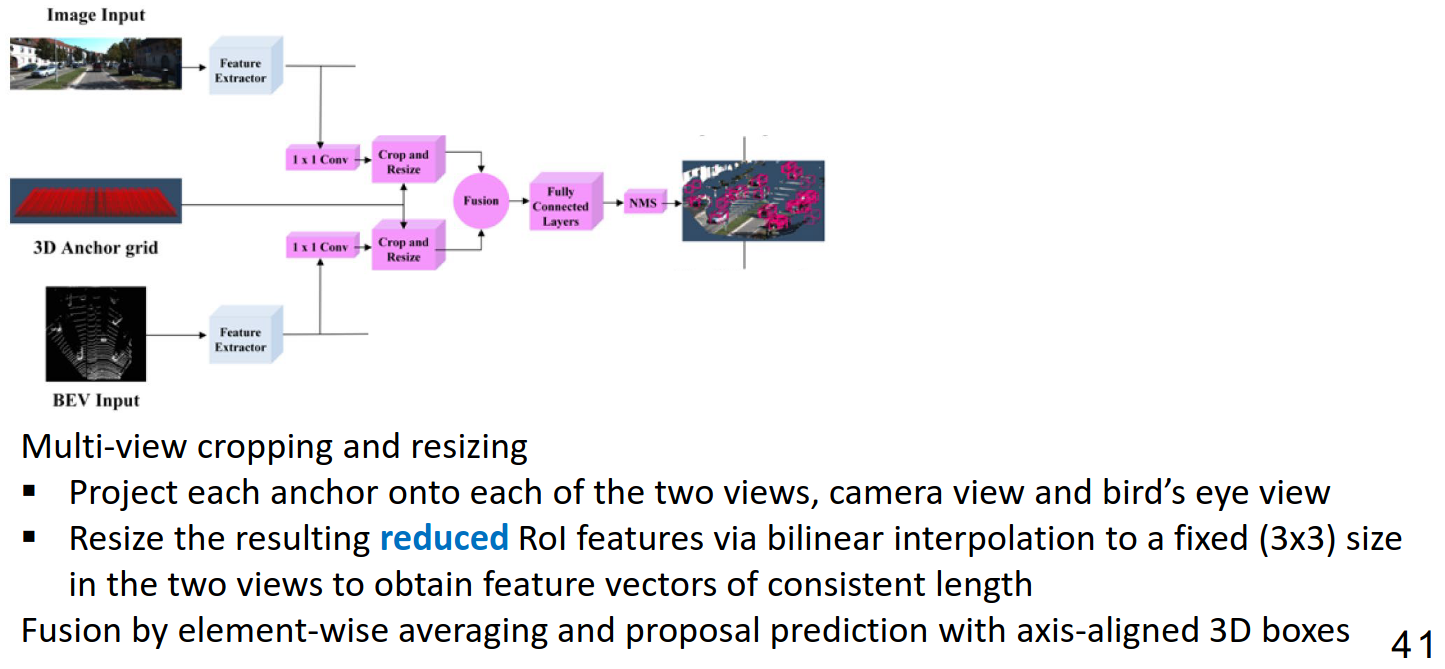 Image Input
Feature
Extractor
1 x 1 Conv
Crop and
Resize
Fusion
Fully
Connected
Layers
NMS
3D Anchor grid
1 x 1 Conv
Crop and
Resize
Feature
Extractor
BEV Input
Multi-view cropping and resizing
▪ Project each anchor onto each of the two views, camera view and bird’s eye view
▪ Resize the resulting reduced RoI features via bilinear interpolation to a fixed (3x3) size
in the two views to obtain feature vectors of consistent length
Fusion by element-wise averaging and proposal prediction with axis-aligned 3D boxes
41